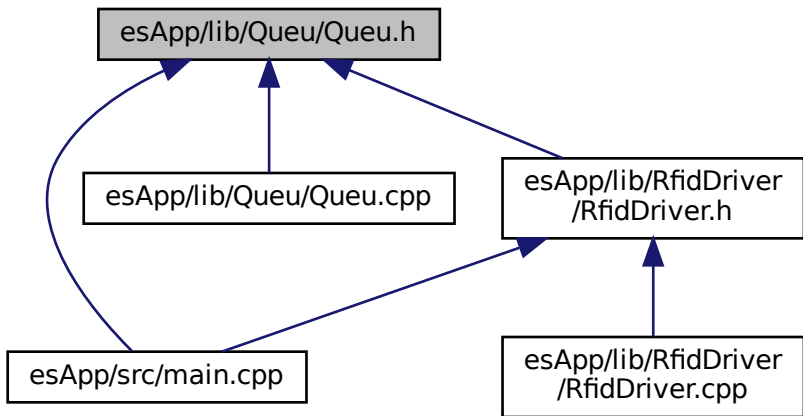 esApp/lib/Queu/Queu.h
esApp/lib/Queu/Queu.cpp
esApp/lib/RfidDriver
/RfidDriver.h
esApp/src/main.cpp
esApp/lib/RfidDriver
/RfidDriver.cpp